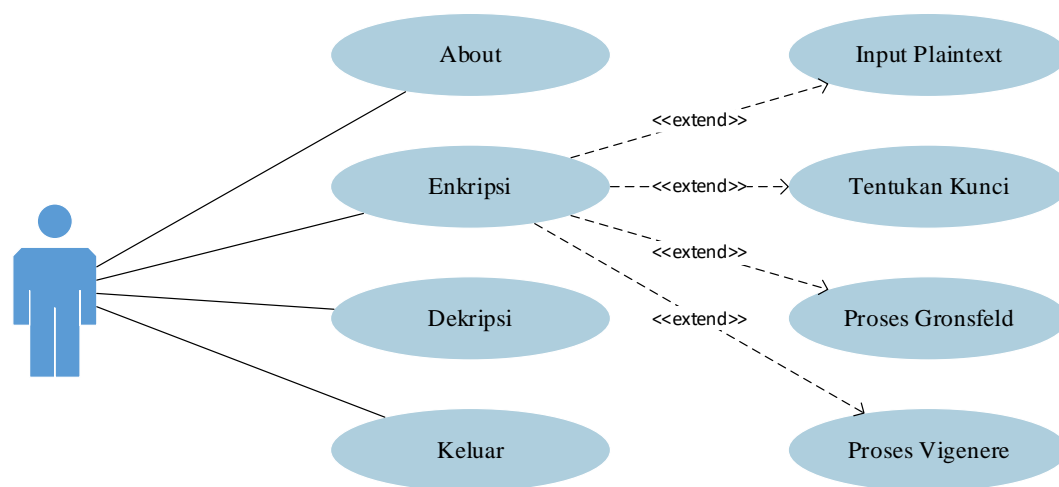 About
Input Plaintext
<<extend>>
Enkripsi
<<extend>>
Tentukan Kunci
<<extend>>
Dekripsi
<<extend>>
Proses Gronsfeld
Keluar
Proses Vigenere